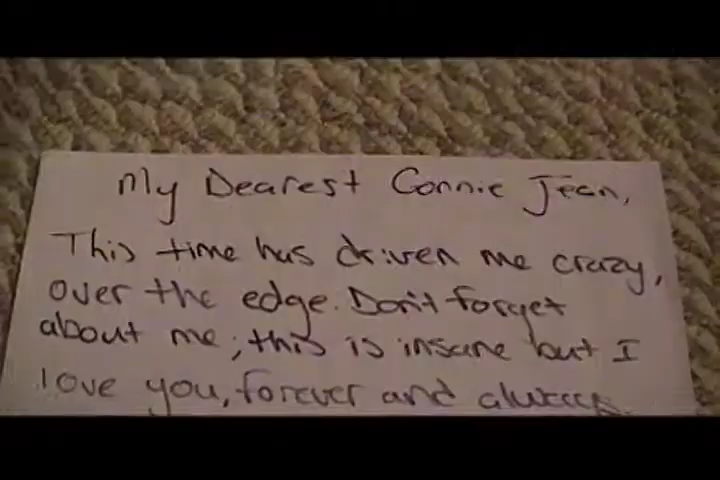 My Dearest Connie Jean,
This time has driven me crazy,
over the edge. Don't forget
about me; this is insane but I
love you, forever and always.